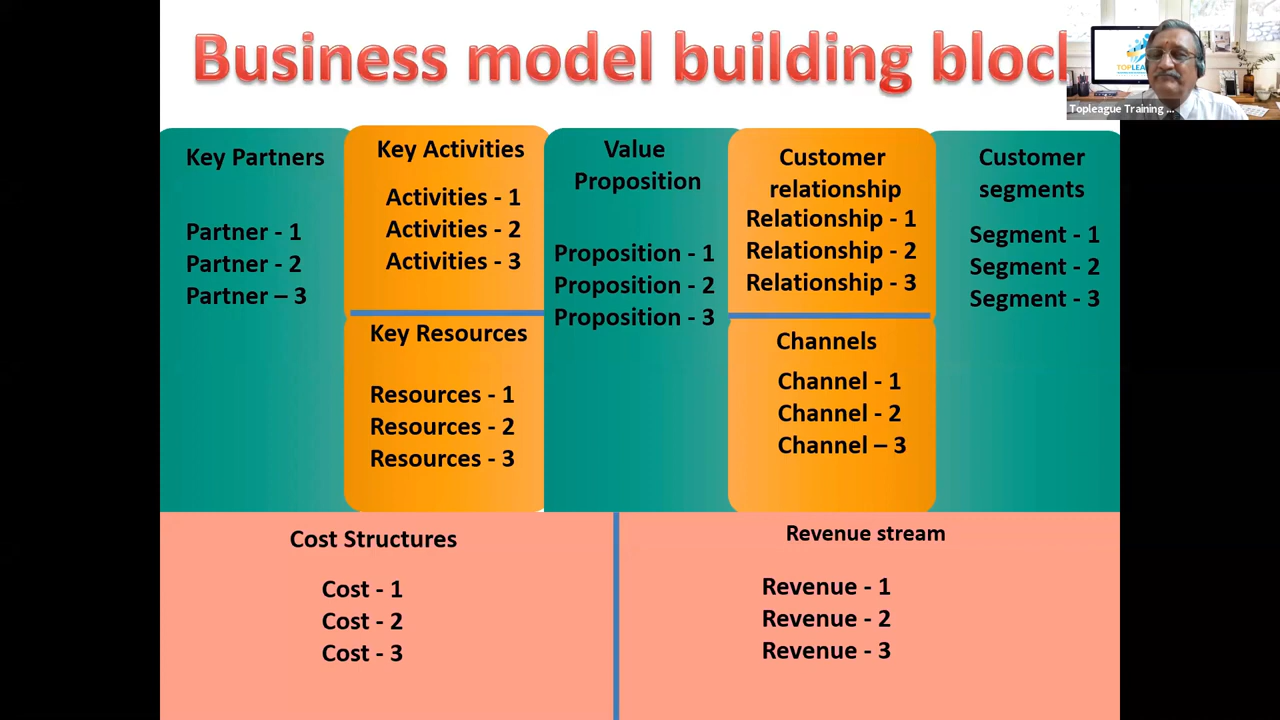 Business model building bloc
Topleague Training ...
Key Partners
Partner - 1
Partner - 2
Partner – 3
Key Activities
Activities - 1
Activities - 2
Activities - 3
Key Resources
Resources - 1
Resources - 2
Resources - 3
Value
Proposition
Proposition - 1
Proposition - 2
Proposition - 3
Customer
relationship
Relationship - 1
Relationship - 2
Relationship - 3
Channels
Channel - 1
Channel - 2
Channel – 3
Customer
segments
Segment - 1
Segment - 2
Segment - 3
Cost Structures
Cost - 1
Cost - 2
Cost - 3
Revenue stream
Revenue - 1
Revenue - 2
Revenue - 3